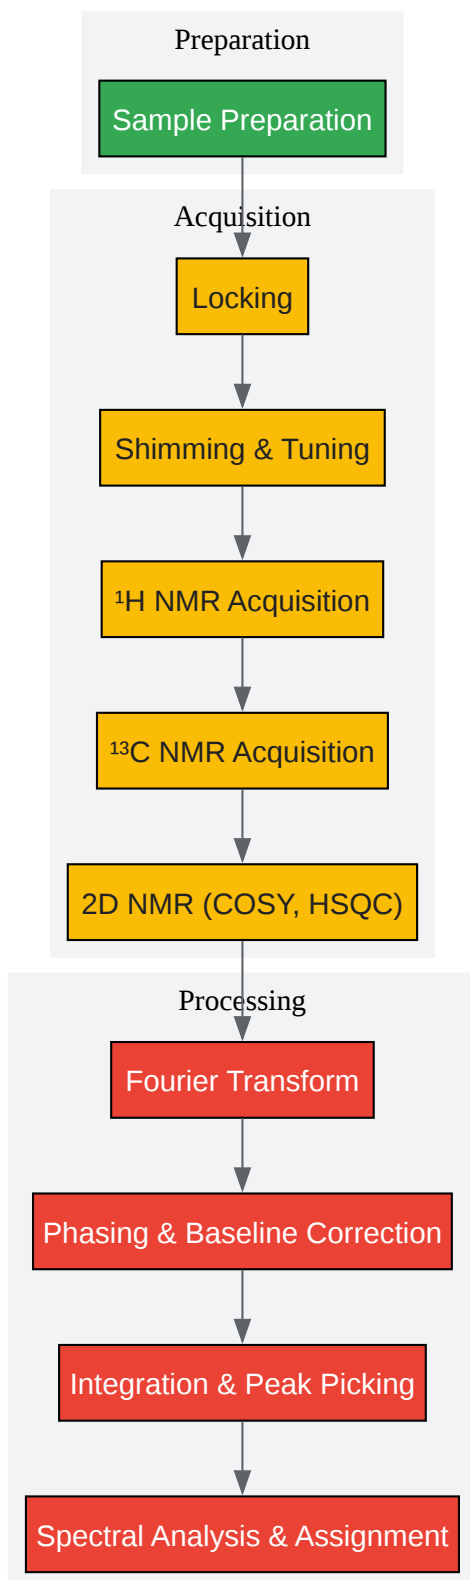 Preparation
Sample Preparation
Acquisition
Locking
Shimming & Tuning
¹H NMR Acquisition
¹³C NMR Acquisition
2D NMR (COSY, HSQC)
Processing
Fourier Transform
Phasing & Baseline Correction
Integration & Peak Picking
Spectral Analysis & Assignment